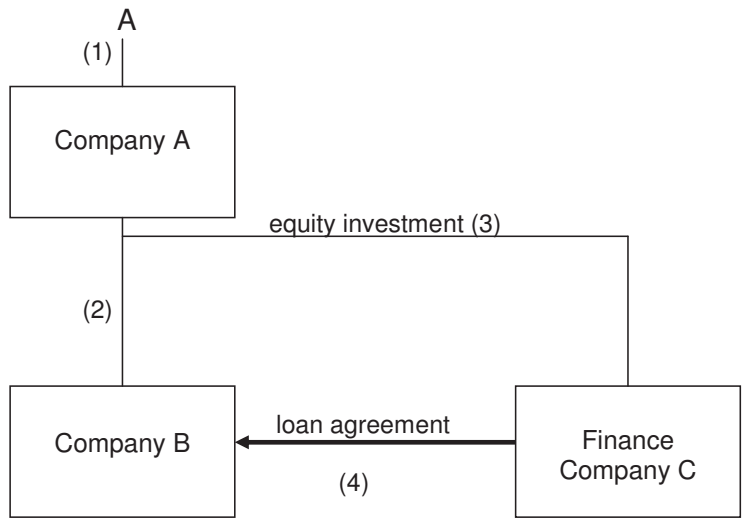 A
(1)
Company A
equity investment (3)
(2)
Company B
loan agreement
(4)
Finance
Company C